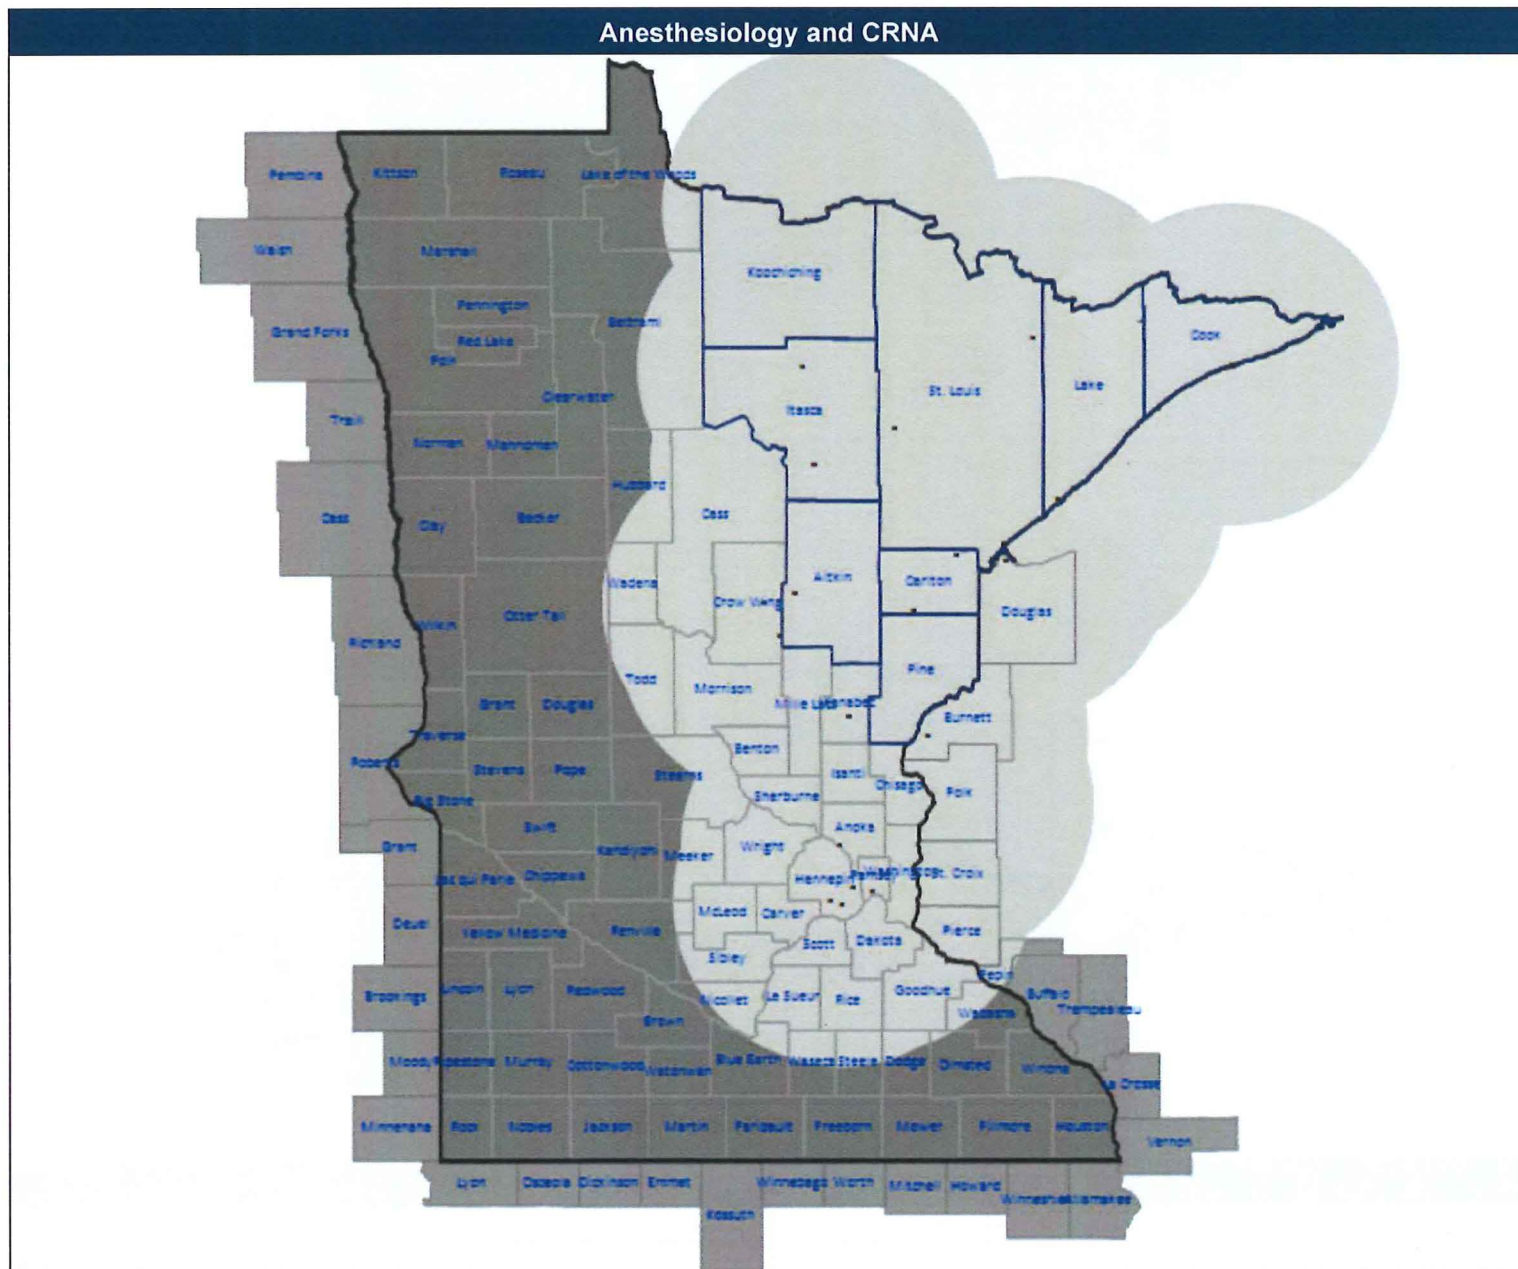 Anesthesiology and CRNA
Pembina
Kittson
Roseau
Lake of the Woods
Walsh
Marshall
Koochiching
Pennington
Grand Forks
Beltrami
Red Lake
Polk
Cook
Lake
St. Louis
Clearwater
Itasca
Traill
Norman
Mahnomen
Hubbard
Cass
Cass
Clay
Becker
Wadena
Aitkin
Carlton
Crow Wing
Douglas
Otter Tail
Wilkin
Richland
Pine
Todd
Morrison
Mille Lacs
Kanabec
Grant
Douglas
Burnett
Traverse
Benton
Roberts
Stevens
Pope
Stearns
Isanti
Chisago
Polk
Sherburne
Big Stone
Swift
Anoka
Grant
Kandiyohi
Meeker
Wright
Lac qui Parle
Chippewa
Hennepin
Ramsey
Washington
St. Croix
McLeod
Carver
Deuel
Yellow Medicine
Renville
Scott
Dakota
Pierce
Sibley
Pepin
Brookings
Lincoln
Lyon
Redwood
Nicollet
Le Sueur
Rice
Goodhue
Buffalo
Wabasha
Trempealeau
Brown
Moody
Pipestone
Murray
Cottonwood
Watonwan
Blue Earth
Waseca
Steele
Dodge
Olmsted
Winona
La Crosse
Minnehaha
Rock
Nobles
Jackson
Martin
Faribault
Freeborn
Mower
Fillmore
Houston
Vernon
Lyon
Osceola
Dickinson
Emmet
Winnebago
Worth
Mitchell
Howard
Winneshiek
Allamakee
Kossuth